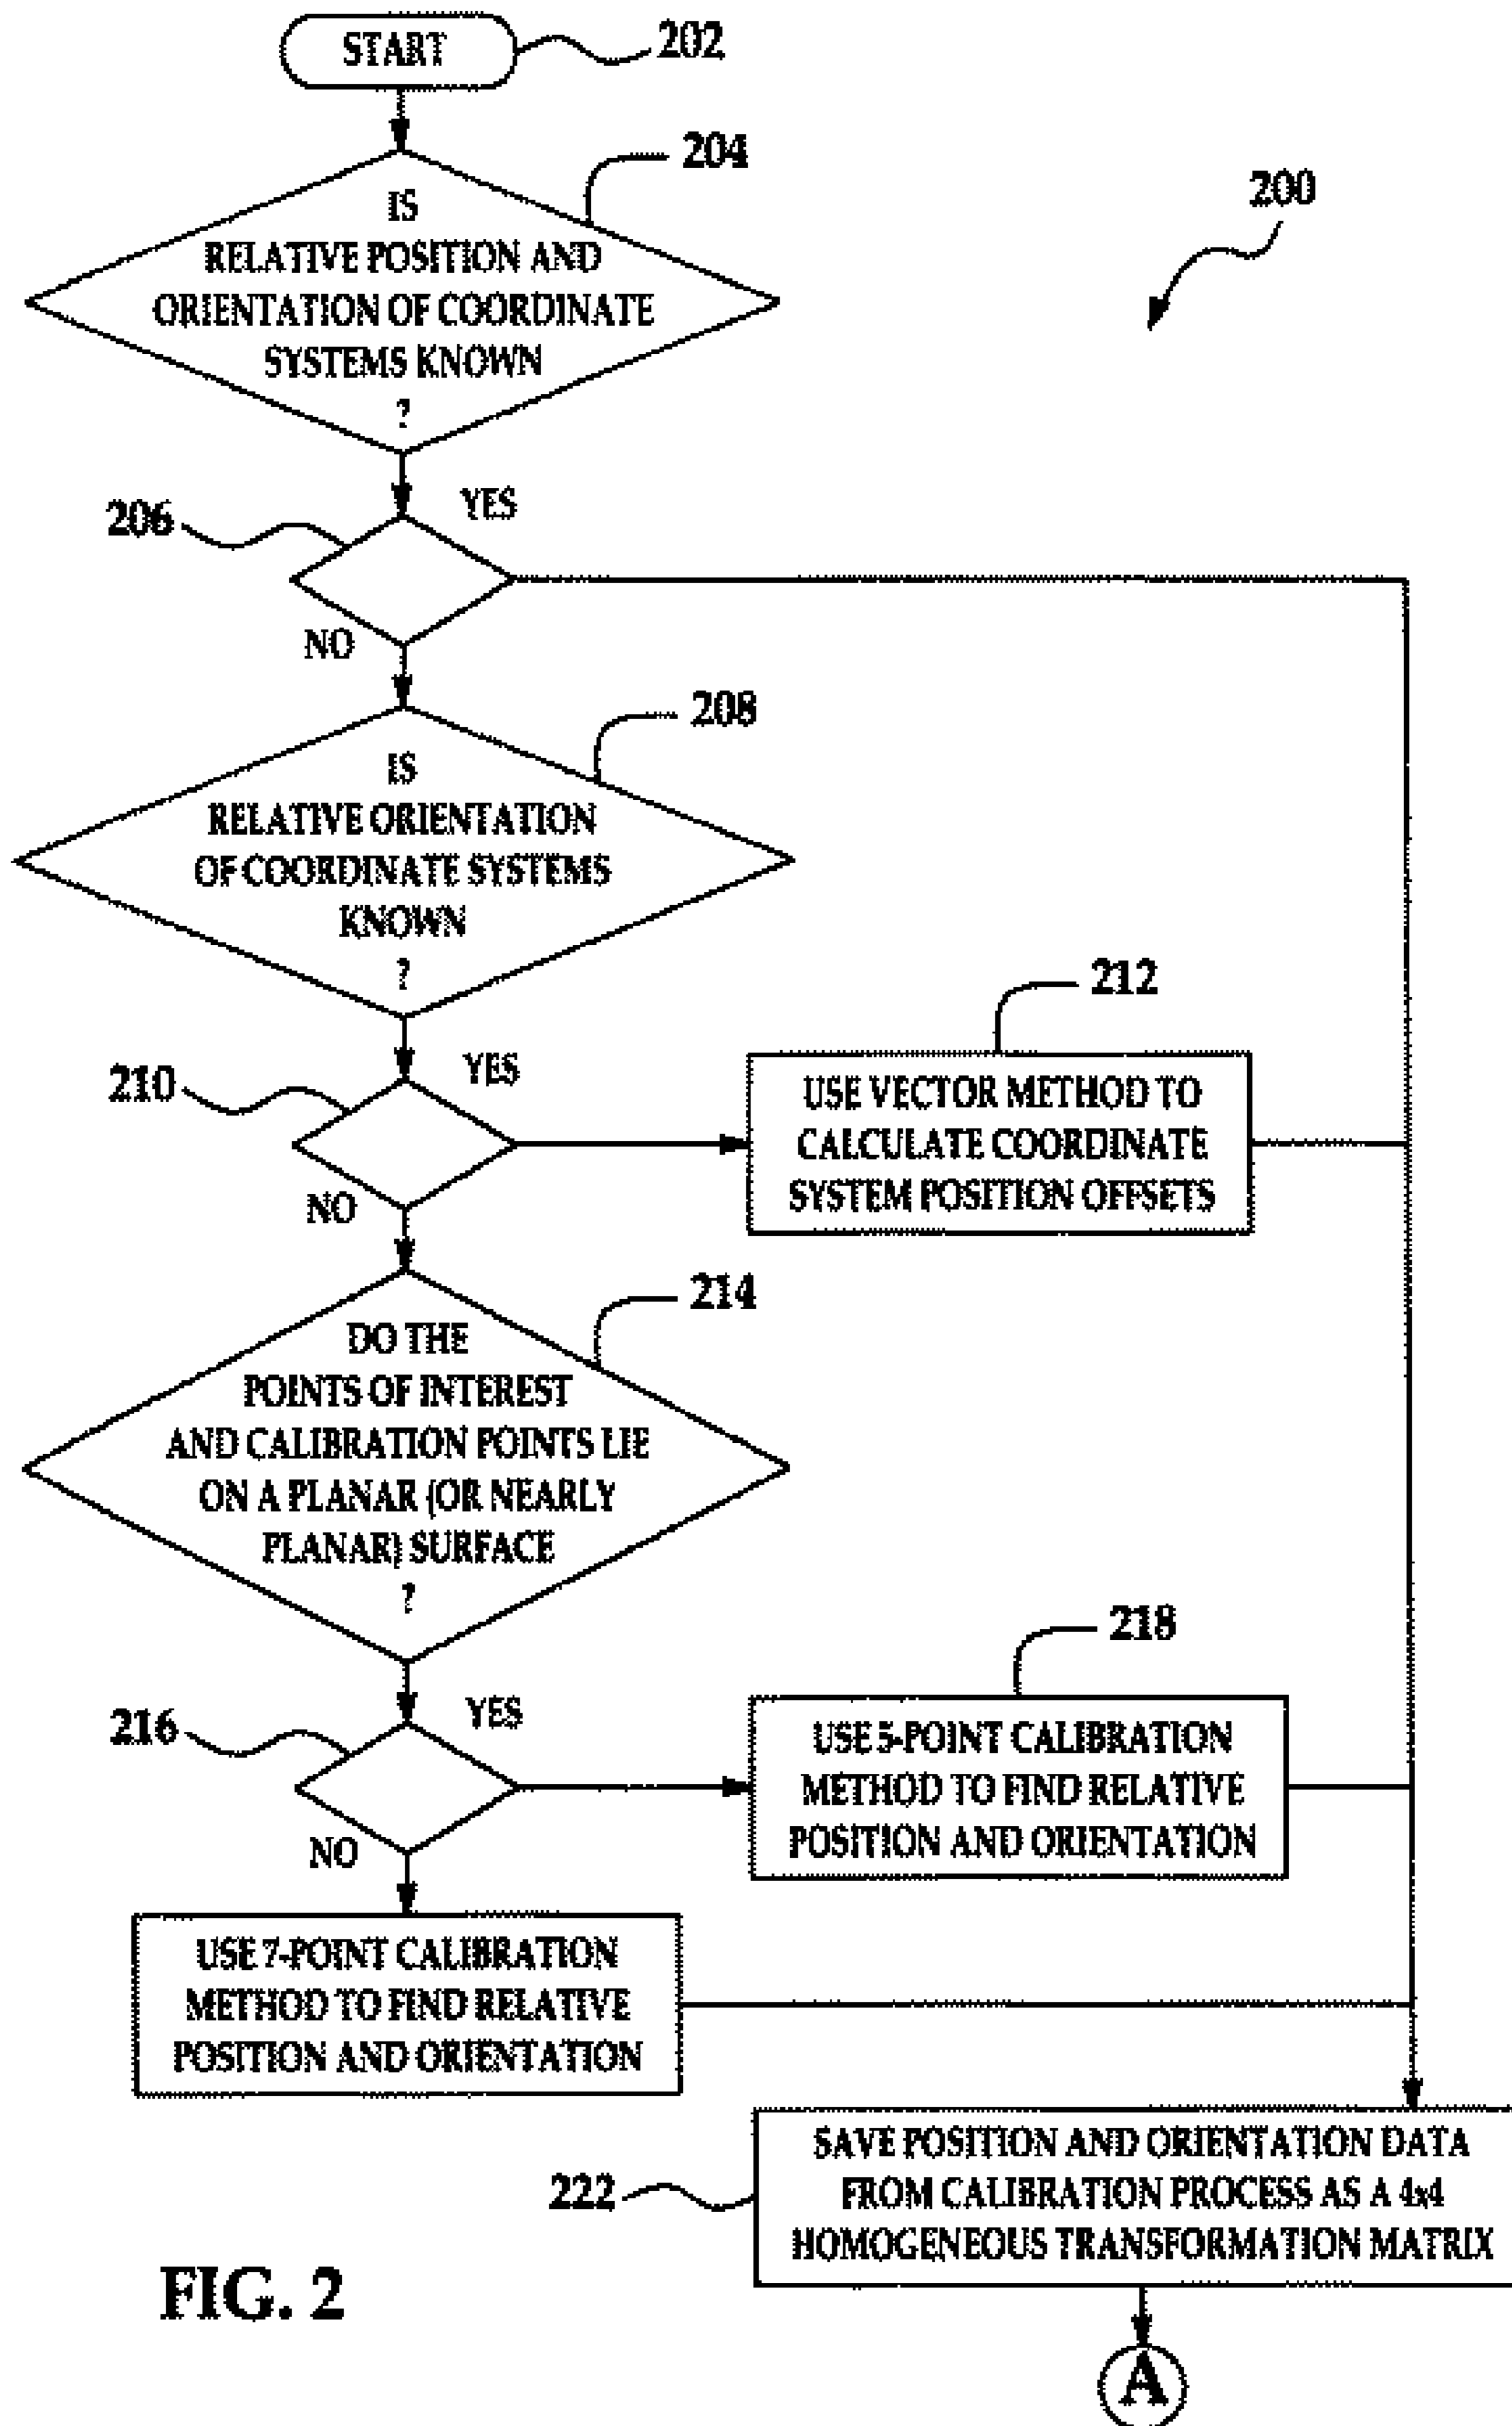 START
202
204
IS
RELATIVE POSITION AND
ORIENTATION OF COORDINATE
SYSTEMS KNOWN
?
200
206
YES
NO
208
IS
RELATIVE ORIENTATION
OF COORDINATE SYSTEMS
KNOWN
?
210
YES
NO
212
USE VECTOR METHOD TO
CALCULATE COORDINATE
SYSTEM POSITION OFFSETS
214
DO THE
POINTS OF INTEREST
AND CALIBRATION POINTS LIE
ON A PLANAR (OR NEARLY
PLANAR) SURFACE
?
216
YES
NO
218
USE 5-POINT CALIBRATION
METHOD TO FIND RELATIVE
POSITION AND ORIENTATION
USE 7-POINT CALIBRATION
METHOD TO FIND RELATIVE
POSITION AND ORIENTATION
222
SAVE POSITION AND ORIENTATION DATA
FROM CALIBRATION PROCESS AS A 4x4
HOMOGENEOUS TRANSFORMATION MATRIX
FIG. 2
A